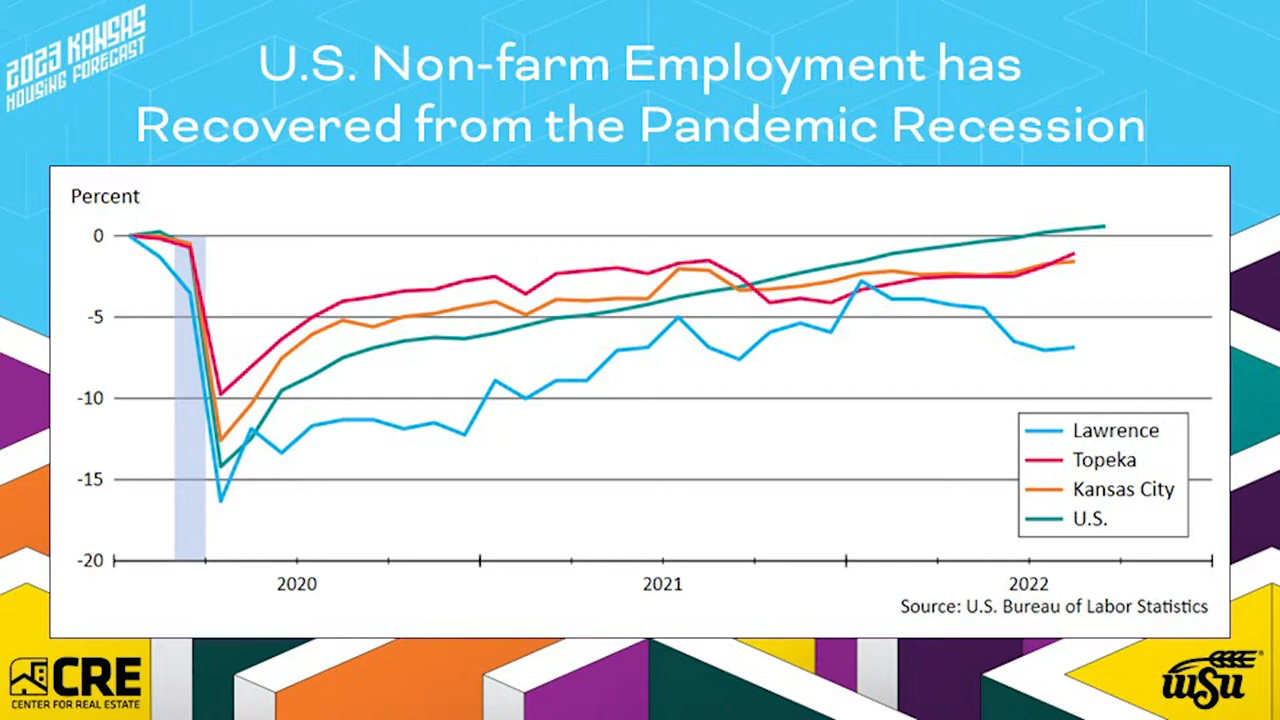 2023 KANSAS
HOUSING FORECAST
U.S. Non-farm Employment has
Recovered from the Pandemic Recession
Percent
0
-5
-10
-15
-20
Lawrence
Topeka
Kansas City
U.S.
2020 2021 2022
Source: U.S. Bureau of Labor Statistics
CRE
CENTER FOR REAL ESTATE
WSU